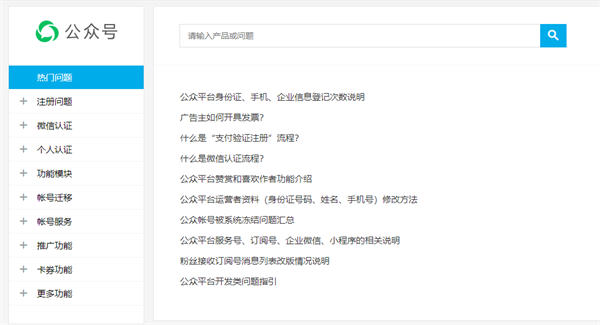 公众号
热门问题
注册问题
微信认证
个人认证
功能模块
帐号迁移
帐号服务
推广功能
卡券功能
更多功能
请输入产品或问题
公众平台身份证、手机、企业信息登记次数说明
广告主如何开具发票？
什么是“支付验证注册”流程？
什么是微信认证流程？
公众平台赞赏和喜欢作者功能介绍
公众平台运营者资料（身份证号码、姓名、手机号）修改方法
公众帐号被系统冻结问题汇总
公众平台服务号、订阅号、企业微信、小程序的相关说明
粉丝接收订阅号消息列表改版情况说明
公众平台开发类问题指引